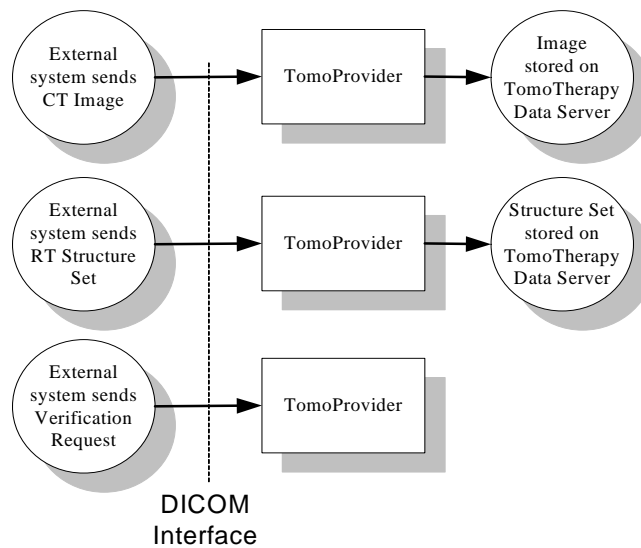 External
system sends
CT Image
TomoProvider
Image
stored on
TomoTherapy
Data Server
External
system sends
RT Structure
Set
TomoProvider
Structure Set
stored on
TomoTherapy
Data Server
External
system sends
Verification
Request
TomoProvider
DICOM
Interface